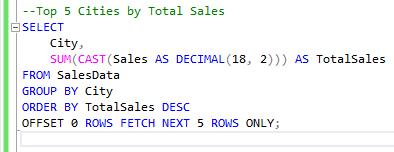 --Top 5 Cities by Total Sales
SELECT
City,
SUM(CAST(Sales AS DECIMAL(18, 2))) AS TotalSales
FROM SalesData
GROUP BY City
ORDER BY TotalSales DESC
OFFSET 0 ROWS FETCH NEXT 5 ROWS ONLY;